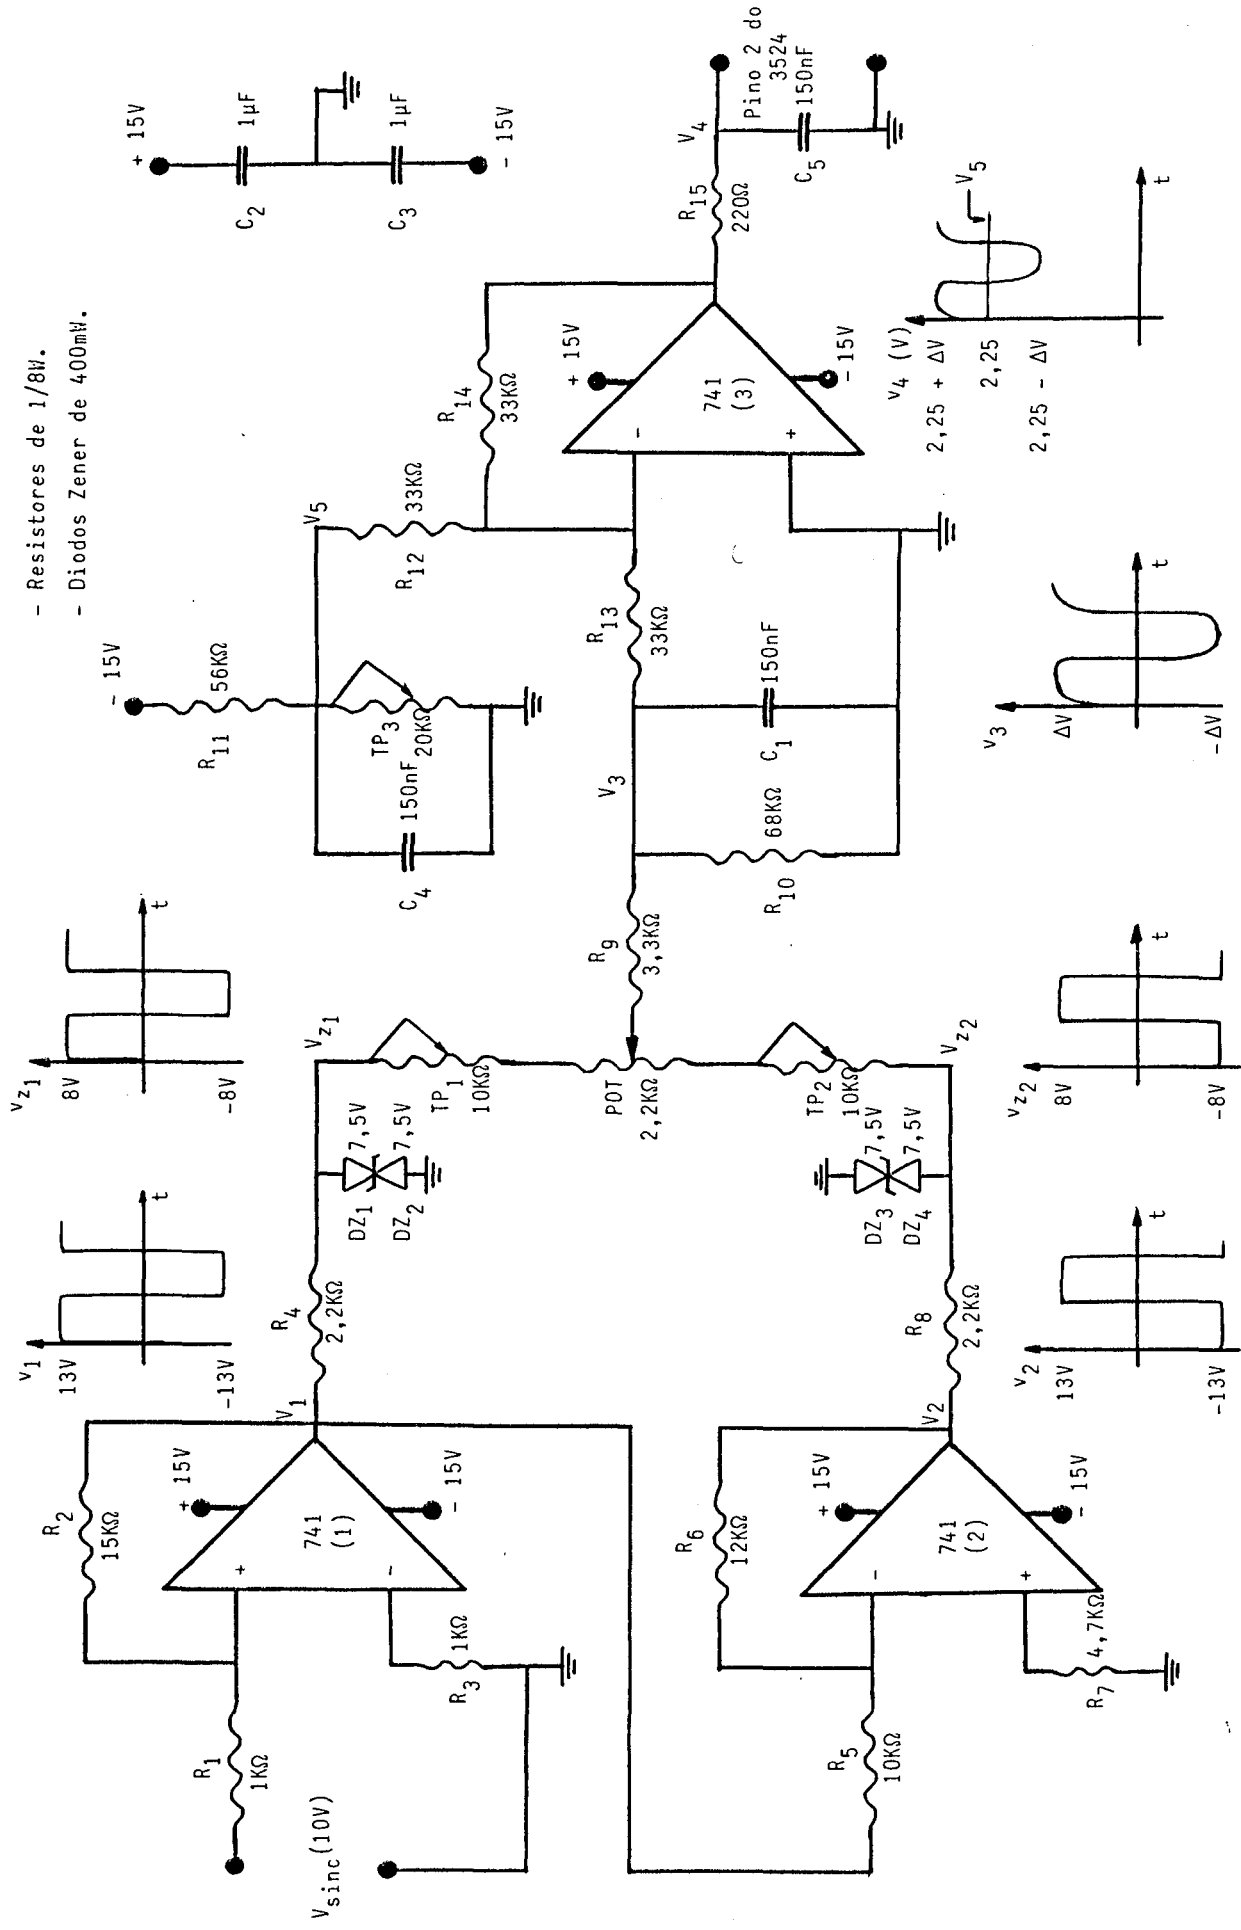 - Resistores de 1/8W.
- Diodos Zener de 400mW.
V_sinc(10V)
R1
1KΩ
R2
15KΩ
R3
1KΩ
741
(1)
+
-
+ 15V
- 15V
V1
R4
2,2KΩ
v1
13V
-13V
t
DZ1
7,5V
DZ2
7,5V
Vz1
vz1
8V
-8V
t
R5
10KΩ
R6
12KΩ
R7
4,7KΩ
741
(2)
-
+
+ 15V
- 15V
V2
R8
2,2KΩ
v2
13V
-13V
t
DZ3
7,5V
DZ4
7,5V
Vz2
vz2
8V
-8V
t
TP1
10KΩ
POT
2,2KΩ
TP2
10KΩ
R9
3,3KΩ
V3
R10
68KΩ
C1
150nF
v3
ΔV
-ΔV
t
- 15V
R11
56KΩ
TP3
20KΩ
C4
150nF
V5
R12
33KΩ
R13
33KΩ
R14
33KΩ
741
(3)
-
+
+ 15V
- 15V
R15
220Ω
V4
C5
150nF
Pino 2 do
3524
v4 (V)
2,25 + ΔV
2,25
2,25 - ΔV
V5
t
+ 15V
C2
1µF
C3
1µF
- 15V